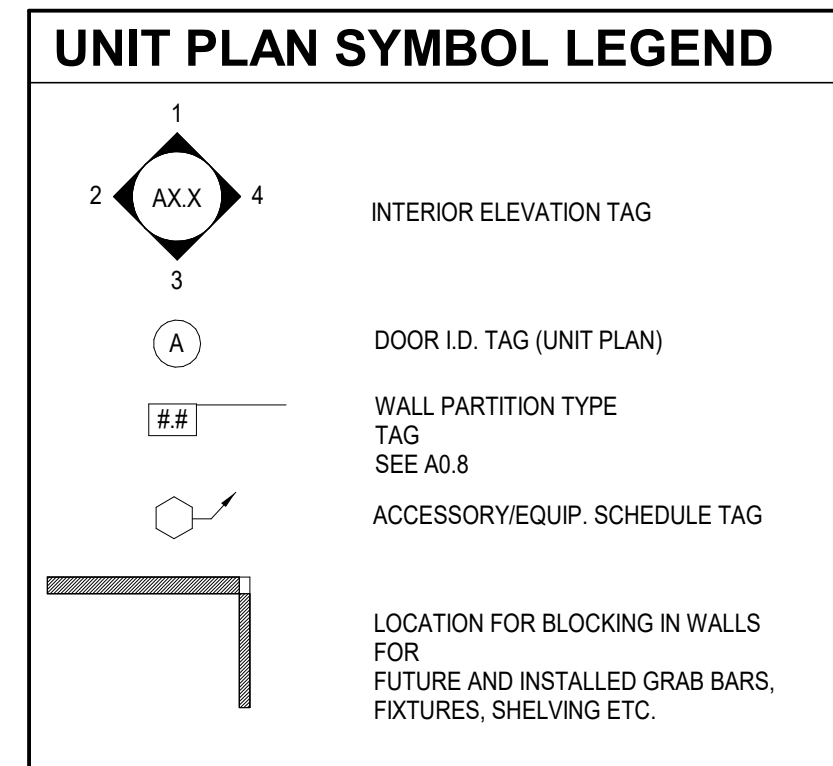 UNIT PLAN SYMBOL LEGEND
1
2 AX.X 4
INTERIOR ELEVATION TAG
3
A DOOR I.D. TAG (UNIT PLAN)
#.# WALL PARTITION TYPE
TAG
SEE A0.8
ACCESSORY/EQUIP. SCHEDULE TAG
LOCATION FOR BLOCKING IN WALLS
FOR
FUTURE AND INSTALLED GRAB BARS,
FIXTURES, SHELVING ETC.